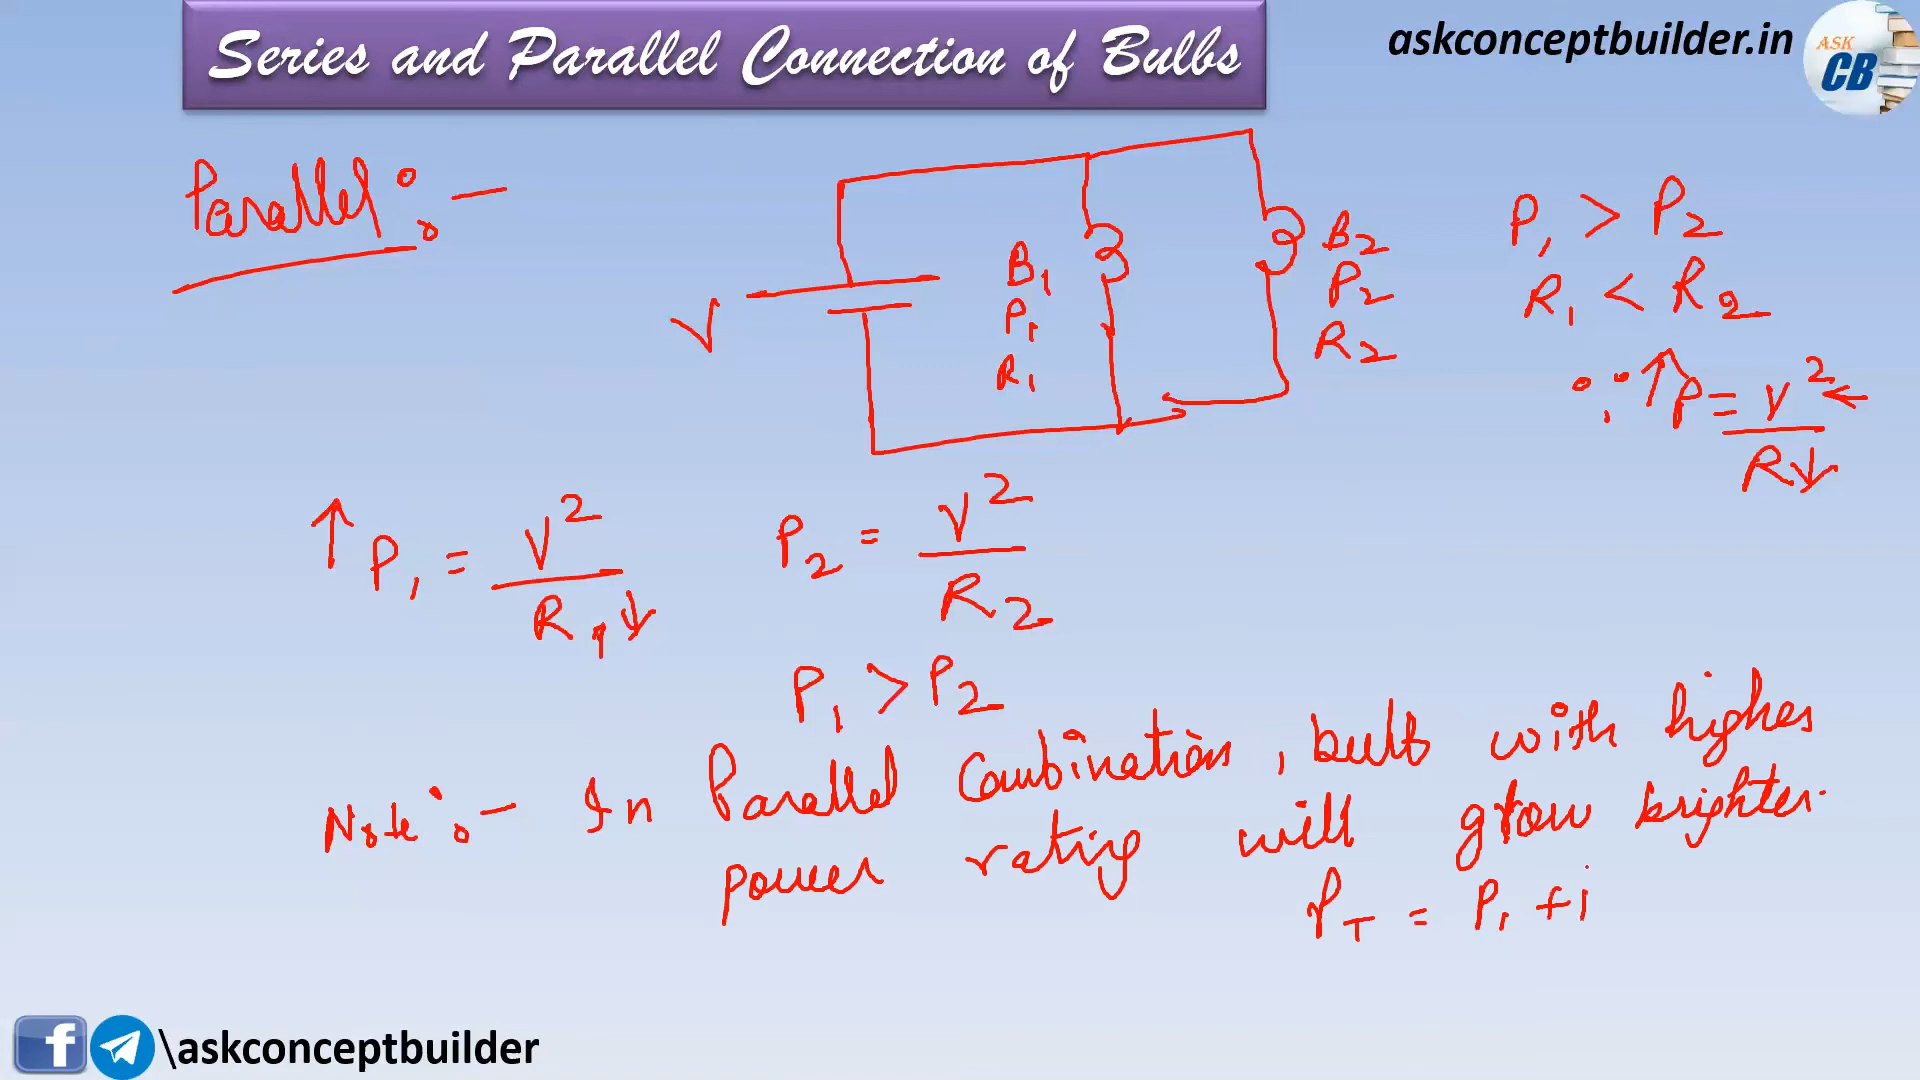 Series and Parallel Connection of Bulbs
askconceptbuilder.in
ASK
CB
Parallel :-
V
B1
P1
R1
B2
P2
R2
P1 > P2
R1 < R2
∵ ↑P = V²/R↓ ←
↑P1 = V²/R1↓
P2 = V²/R2
P1 > P2
Note :- In Parallel Combination, bulb with higher
power rating will grow brighter.
PT = P1 + i
\askconceptbuilder